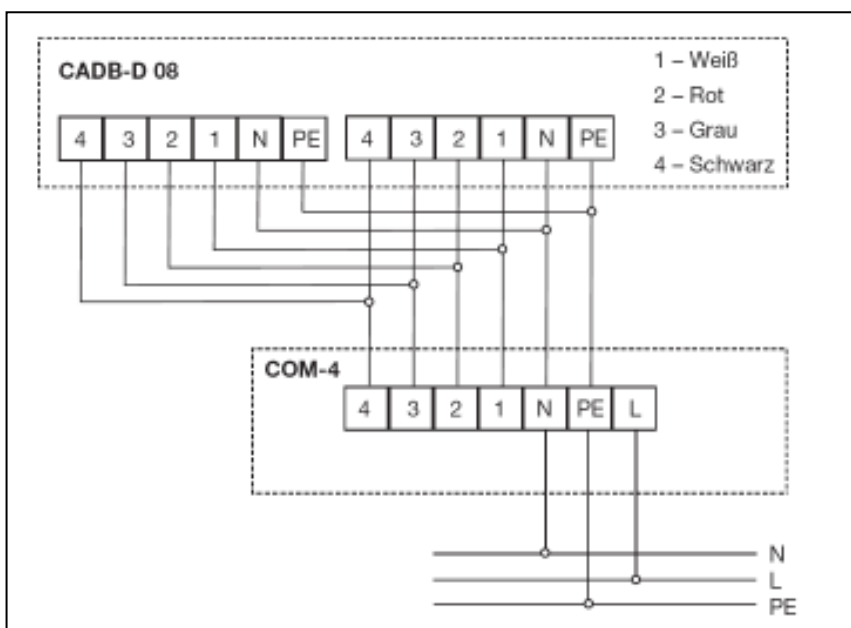 CADB-D 08
1 – Weiß
2 – Rot
3 – Grau
4 – Schwarz
4 3 2 1 N PE 4 3 2 1 N PE
COM-4
4 3 2 1 N PE L
N
L
PE